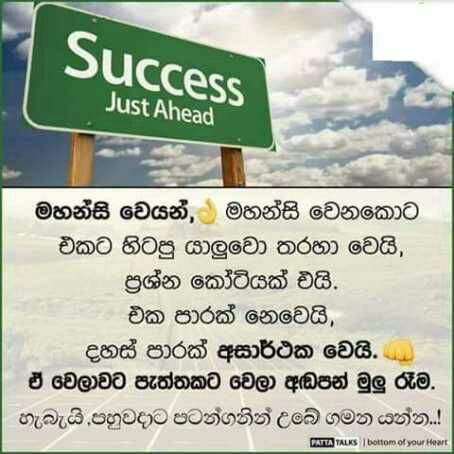 Success
Just Ahead
මහන්සි වෙයන්,👌 මහන්සි වෙනකොට
එකට හිටපු යාලුවො තරහා වෙයි,
ප්‍රශ්න කෝටියක් එයි.
එක පාරක් නෙවෙයි,
දහස් පාරක් අසාර්ථක වෙයි.👊
ඒ වෙලාවට පැත්තකට වෙලා අඬපන් මුලු රෑම.
හැබැයි ,පහුවදාට පටන්ගනින් උබේ ගමන යන්න..!
PATTA TALKS | bottom of your Heart